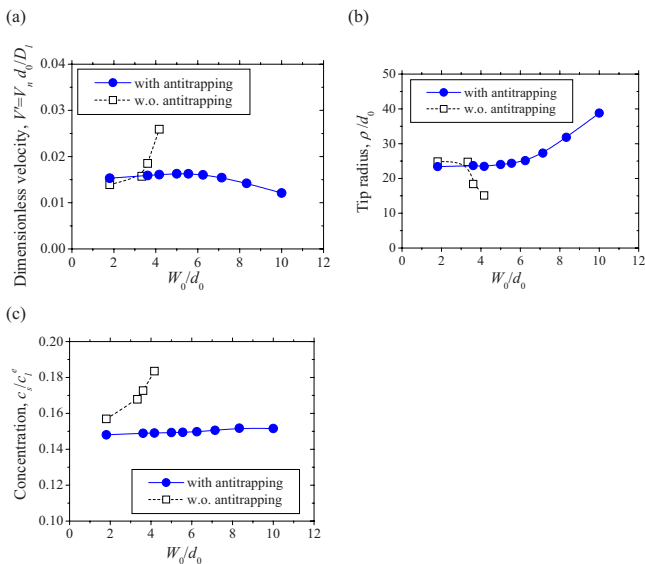 (a)
Dimensionless velocity, V'=V_n d_0/D_l
0.04
0.03
0.02
0.01
0.00
with antitrapping
w.o. antitrapping
0 2 4 6 8 10 12
W_0/d_0
(b)
Tip radius, ρ/d_0
50
40
30
20
10
0
with antitrapping
w.o. antitrapping
0 2 4 6 8 10 12
W_0/d_0
(c)
Concentration, c_s/c_l^e
0.20
0.18
0.16
0.14
0.12
0.10
with antitrapping
w.o. antitrapping
0 2 4 6 8 10 12
W_0/d_0